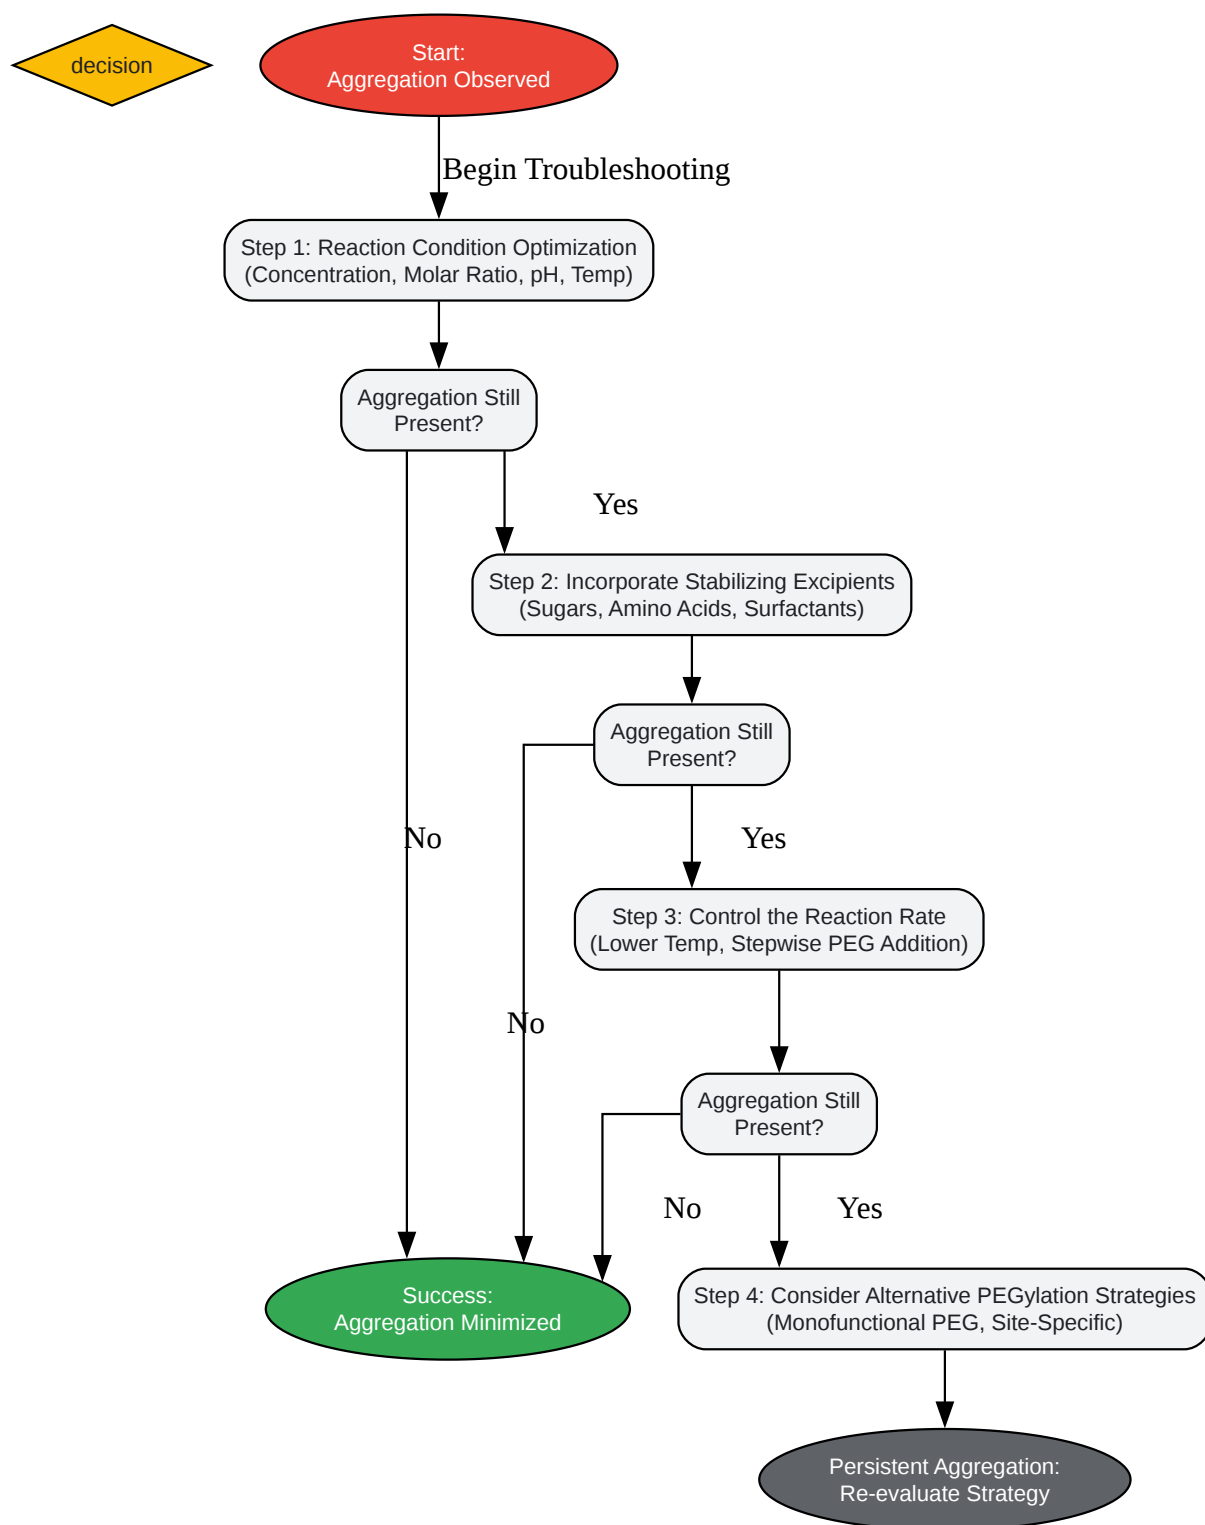 decision
Start:
Aggregation Observed
Begin Troubleshooting
Step 1: Reaction Condition Optimization
(Concentration, Molar Ratio, pH, Temp)
Aggregation Still
Present?
Yes
Step 2: Incorporate Stabilizing Excipients
(Sugars, Amino Acids, Surfactants)
Aggregation Still
Present?
No
Yes
Step 3: Control the Reaction Rate
(Lower Temp, Stepwise PEG Addition)
No
Aggregation Still
Present?
No
Yes
Success:
Aggregation Minimized
Step 4: Consider Alternative PEGylation Strategies
(Monofunctional PEG, Site-Specific)
Persistent Aggregation:
Re-evaluate Strategy